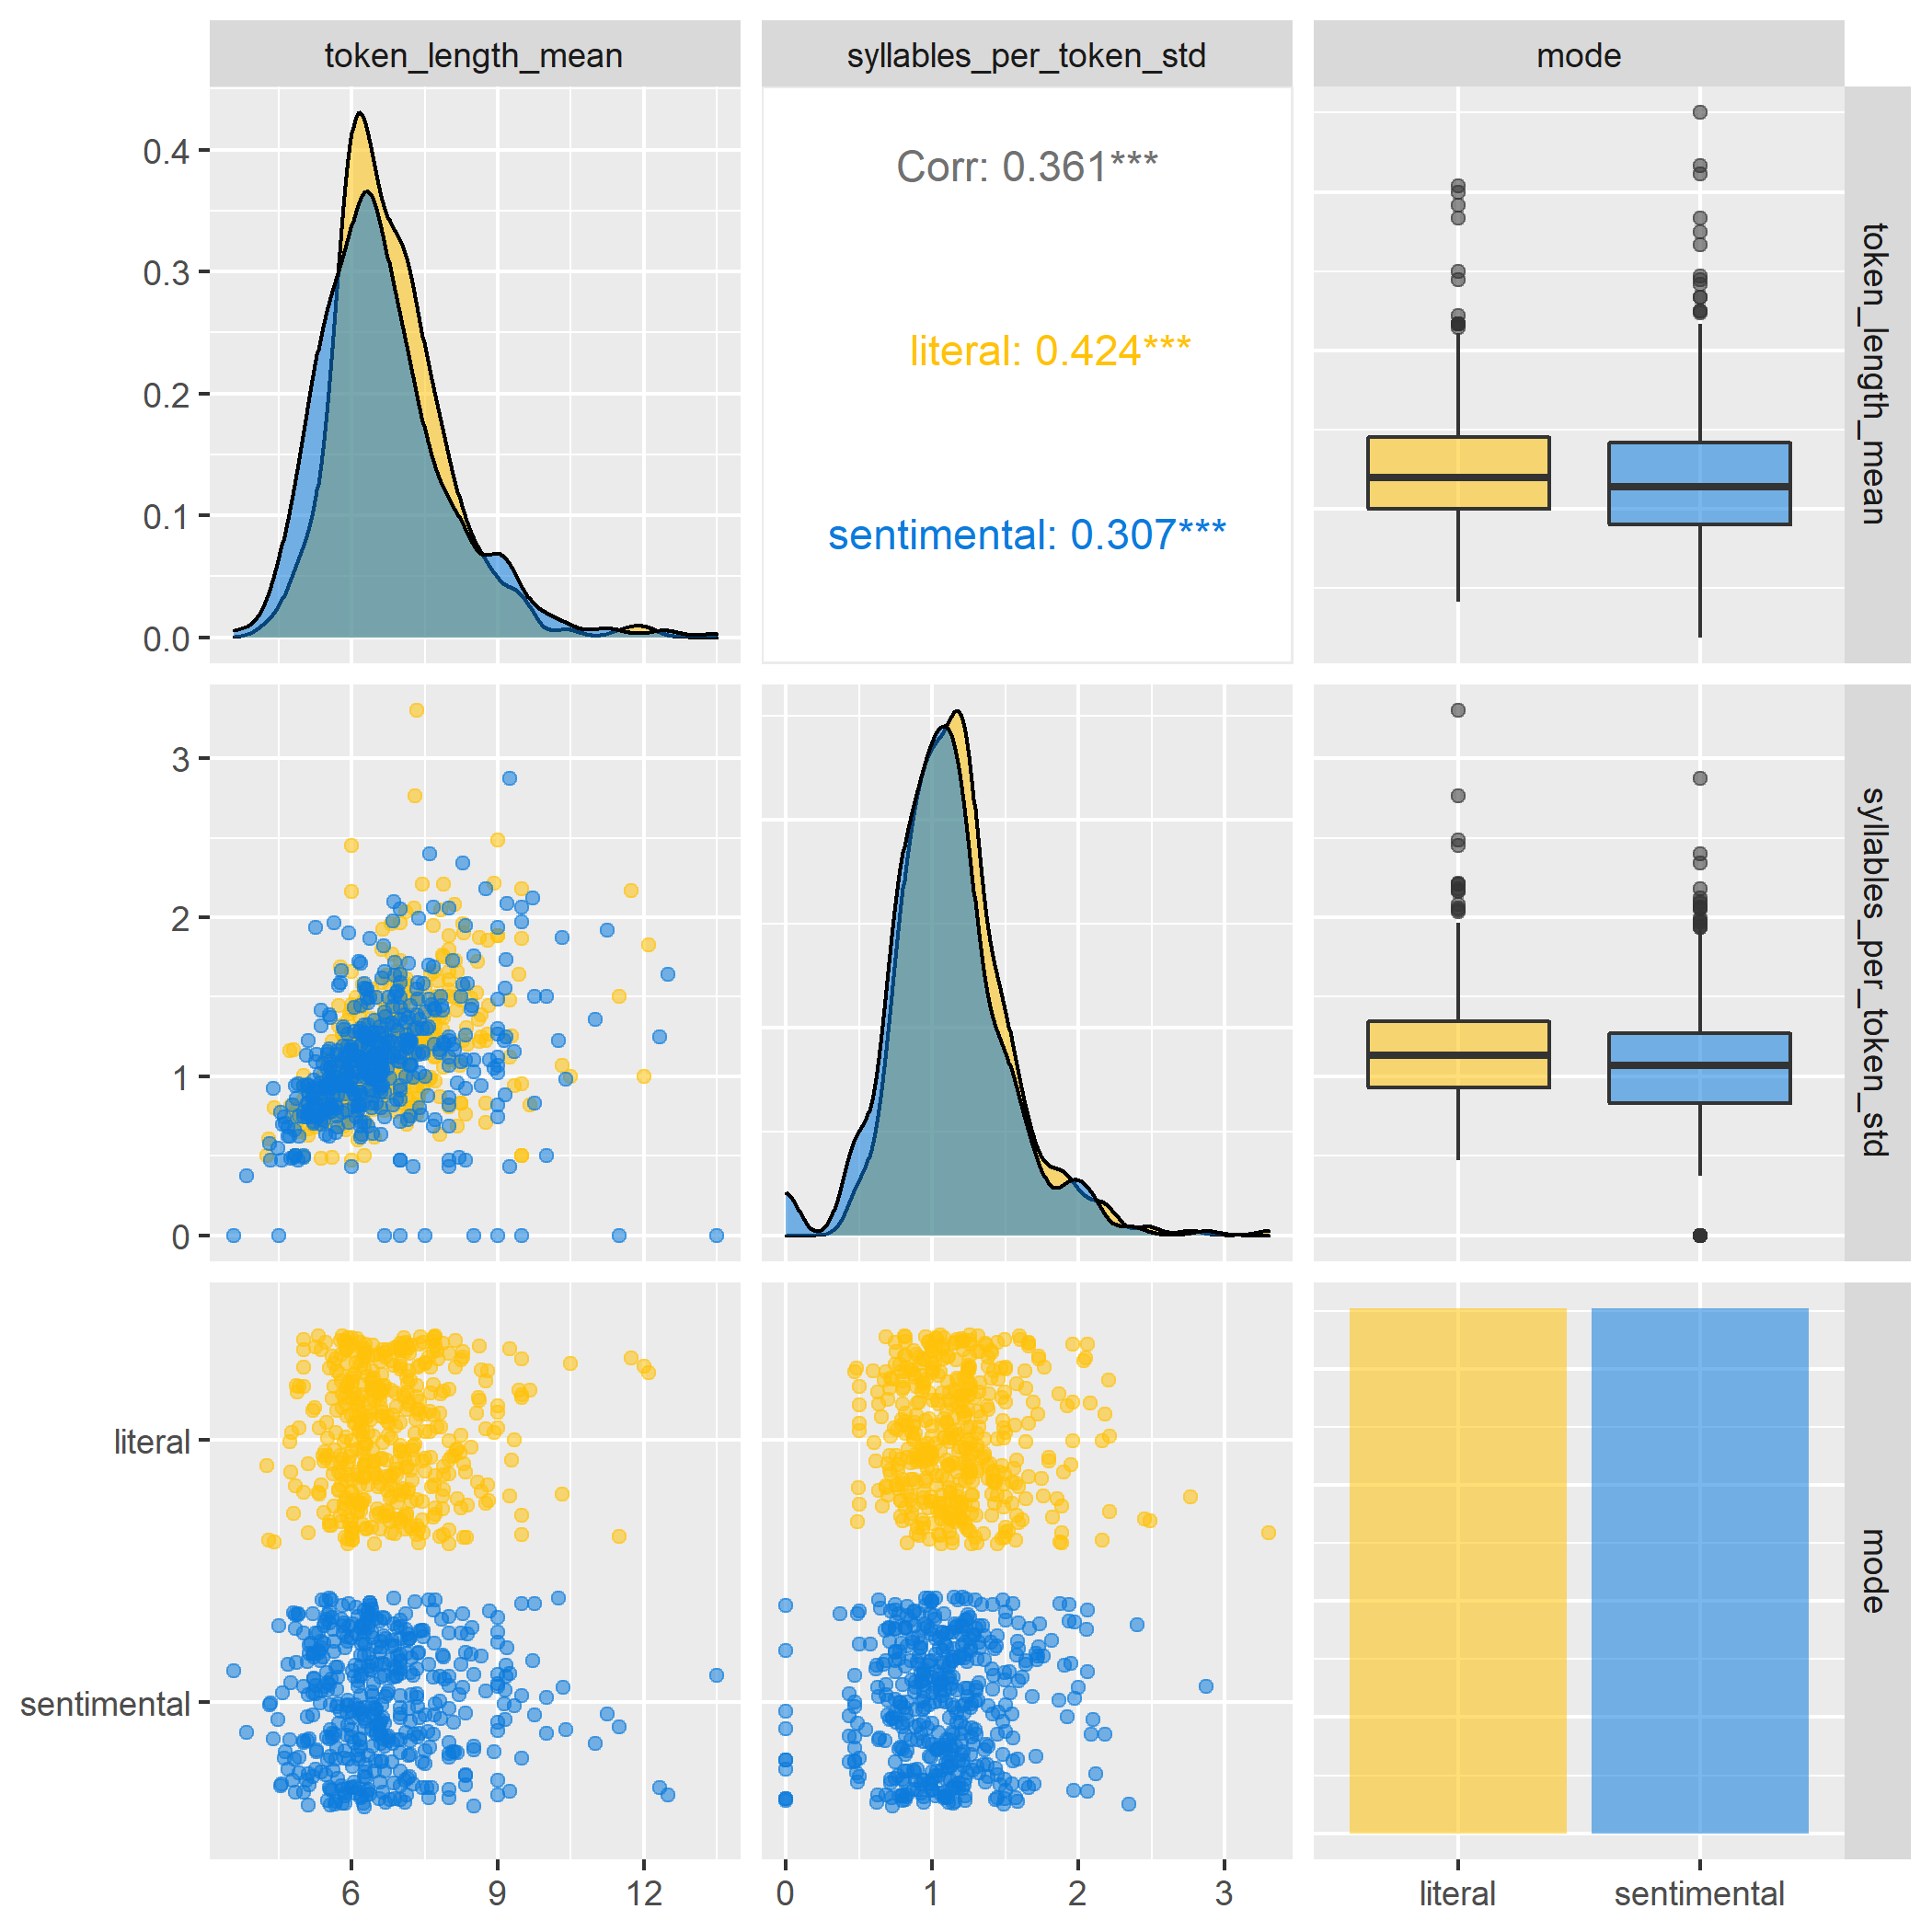 token_length_mean
syllables_per_token_std
mode
0.4
0.3
0.2
0.1
0.0
Corr: 0.361***
literal: 0.424***
sentimental: 0.307***
token_length_mean
3
2
1
0
syllables_per_token_std
literal
sentimental
mode
6
9
12
0
1
2
3
literal
sentimental